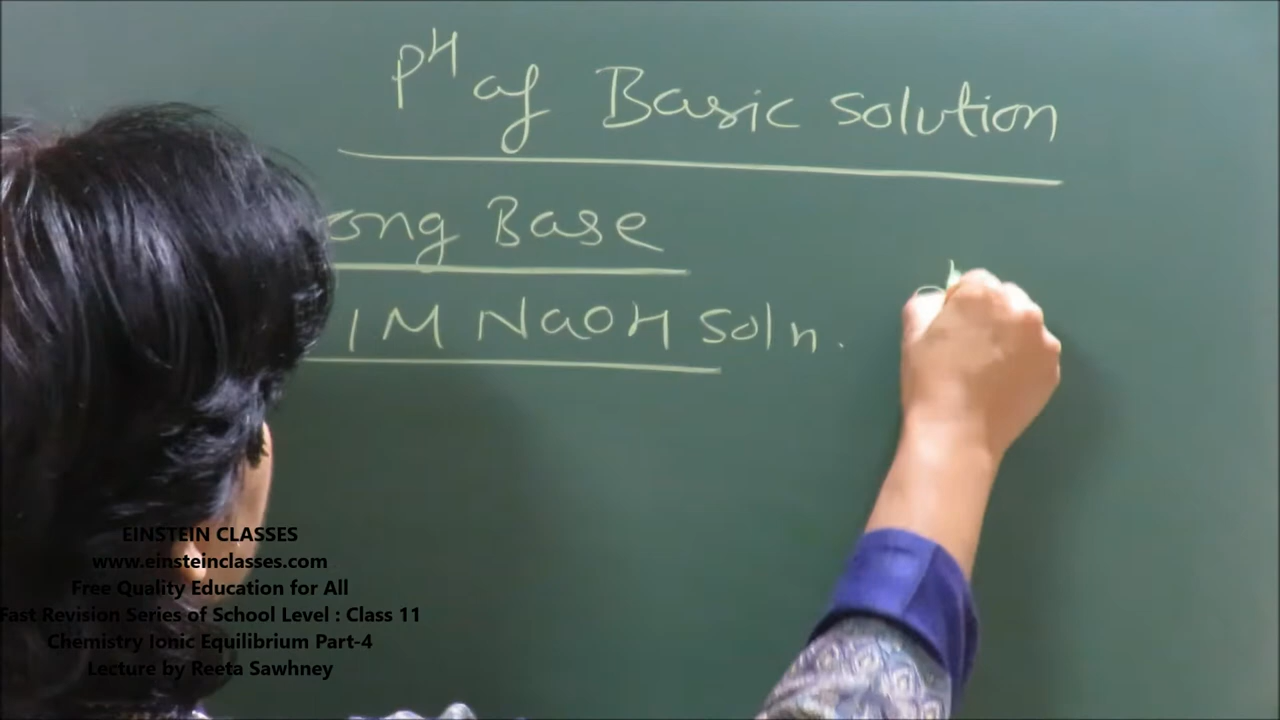 pH of Basic Solution
ong Base
1M NaOH Soln.
EINSTEIN CLASSES
www.einsteinclasses.com
Free Quality Education for All
Fast Revision Series of School Level : Class 11
Chemistry Ionic Equilibrium Part-4
Lecture by Reeta Sawhney